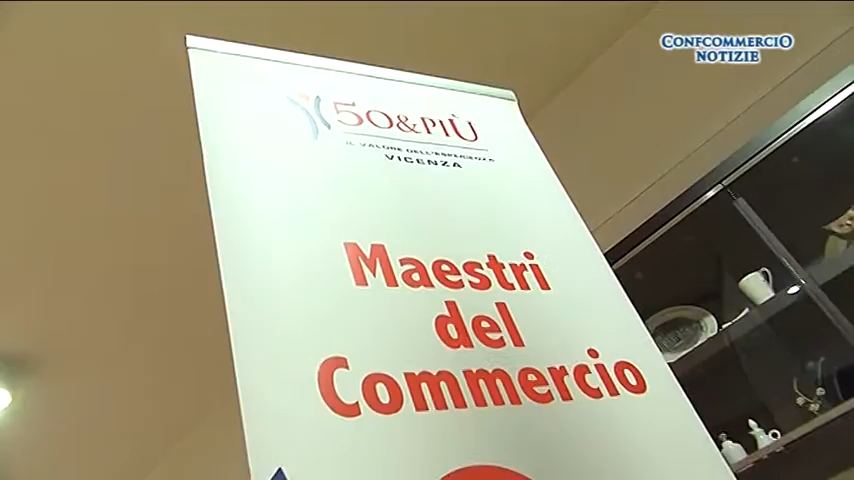 CONFCOMMERCIO
NOTIZIE
50&PIÙ
IL VALORE DELL'ESPERIENZA
VICENZA
Maestri
del
Commercio